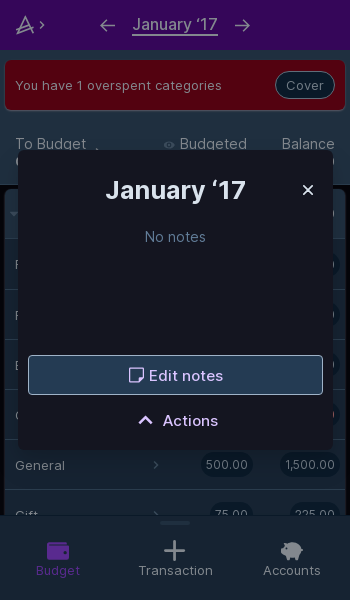 January ‘17
You have 1 overspent categories
Cover
To Budget
Budgeted
Balance
January ‘17
No notes
Edit notes
Actions
General
500.00
1,500.00
Gift
75.00
225.00
Budget
Transaction
Accounts